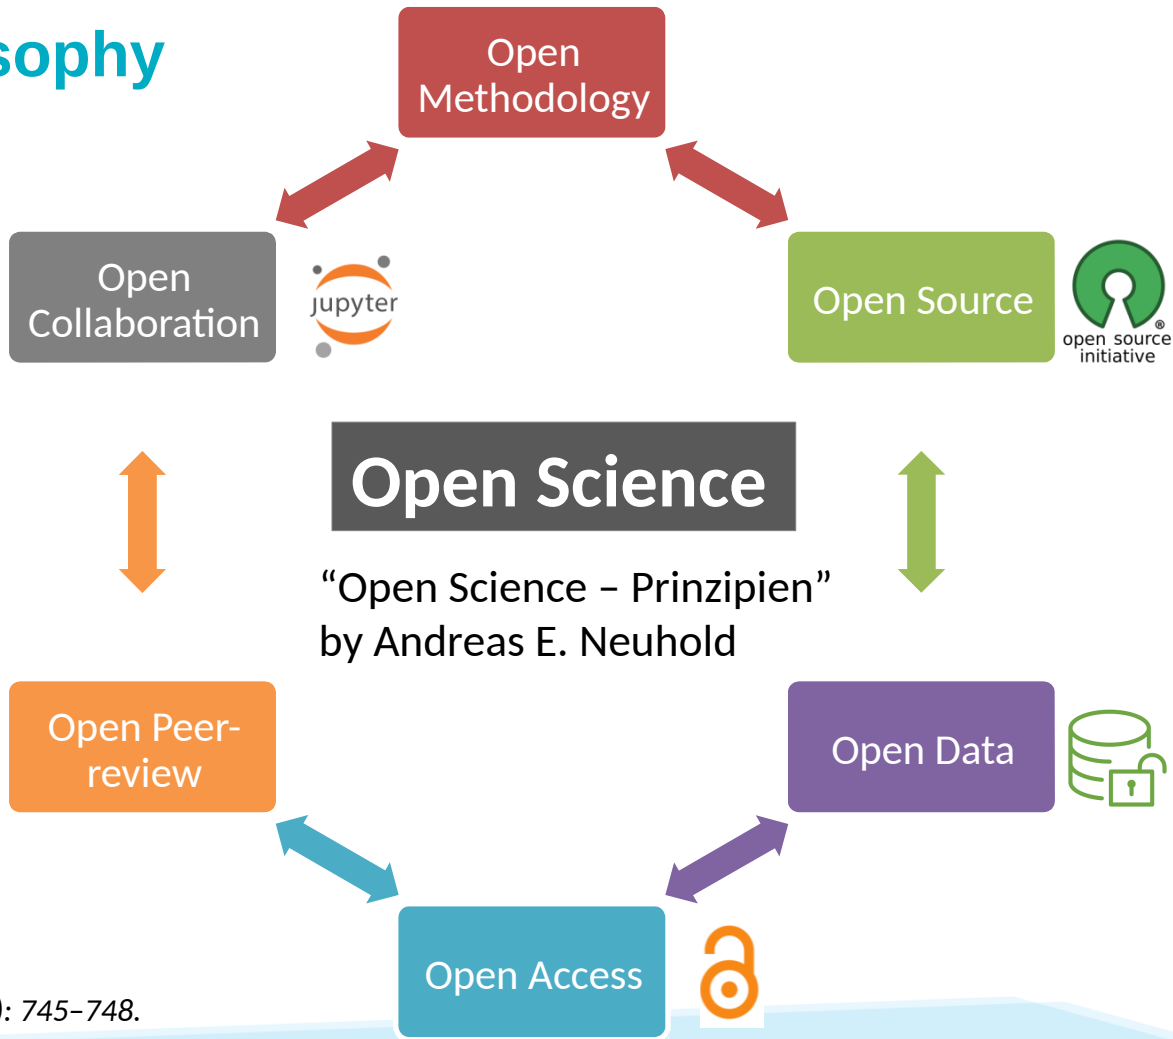 sophy
Open
Methodology
Open
Collaboration
jupyter
Open Source
®
open source
initiative
Open Science
“Open Science – Prinzipien”
by Andreas E. Neuhold
Open Peer-
review
Open Data
Open Access
): 745–748.